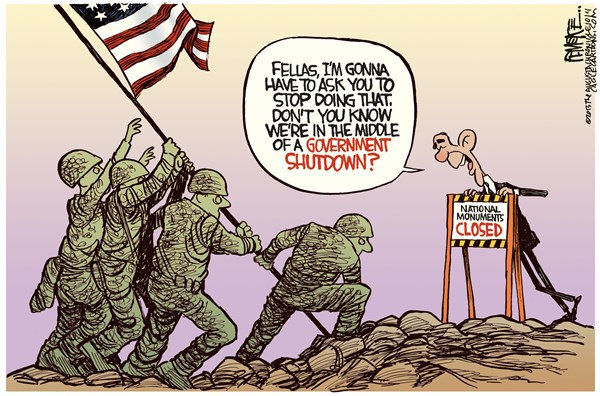 FELLAS, I'M GONNA
HAVE TO ASK YOU TO
STOP DOING THAT.
DON'T YOU KNOW
WE'RE IN THE MIDDLE
OF A GOVERNMENT
SHUTDOWN?
NATIONAL
MONUMENTS
CLOSED